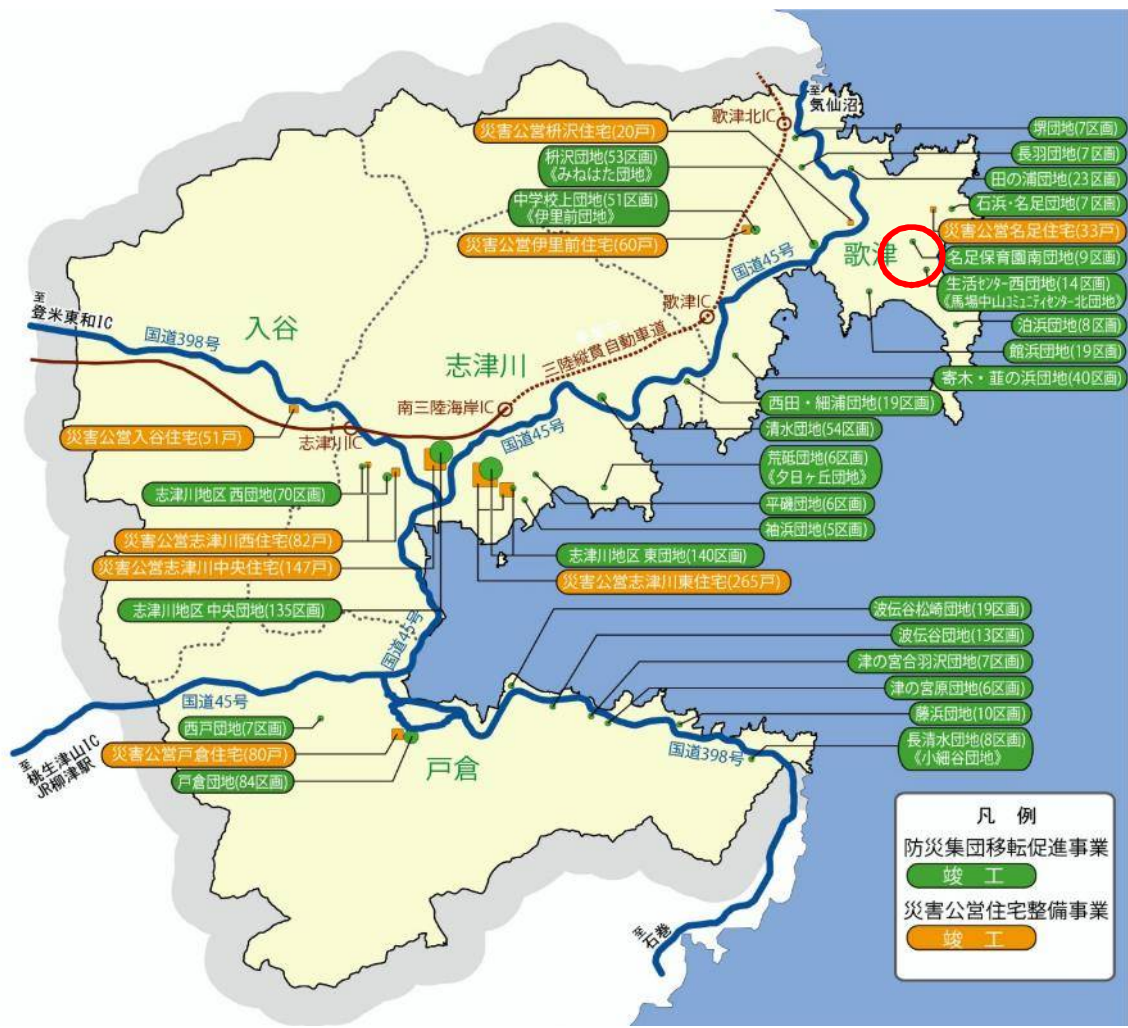 至
気仙沼
歌津北IC
災害公営枡沢住宅(20戸)
枡沢団地(53区画)
《みねはた団地》
中学校上団地(51区画)
《伊里前団地》
災害公営伊里前住宅(60戸)
堺団地(7区画)
長羽団地(7区画)
田の浦団地(23区画)
石浜・名足団地(7区画)
災害公営名足住宅(33戸)
名足保育園南団地(9区画)
生活センター西団地(14区画)
《馬場中山コミュニティセンター北団地》
泊浜団地(8区画)
館浜団地(19区画)
寄木・韮の浜団地(40区画)
歌津
国道45号
歌津IC
三陸縦貫自動車道
至
登米東和IC
国道398号
入谷
志津川
南三陸海岸IC
志津川IC
国道45号
災害公営入谷住宅(51戸)
西田・細浦団地(19区画)
清水団地(54区画)
荒砥団地(6区画)
《夕日ヶ丘団地》
平磯団地(6区画)
袖浜団地(5区画)
志津川地区 西団地(70区画)
災害公営志津川西住宅(82戸)
災害公営志津川中央住宅(147戸)
志津川地区 中央団地(135区画)
志津川地区 東団地(140区画)
災害公営志津川東住宅(265戸)
国道45号
国道45号
至
桃生津山IC
JR柳津駅
西戸団地(7区画)
災害公営戸倉住宅(80戸)
戸倉団地(84区画)
戸倉
波伝谷松崎団地(19区画)
波伝谷団地(13区画)
津の宮合羽沢団地(7区画)
津の宮原団地(6区画)
藤浜団地(10区画)
長清水団地(8区画)
《小細谷団地》
国道398号
至
石巻
凡 例
防災集団移転促進事業
竣 工
災害公営住宅整備事業
竣 工